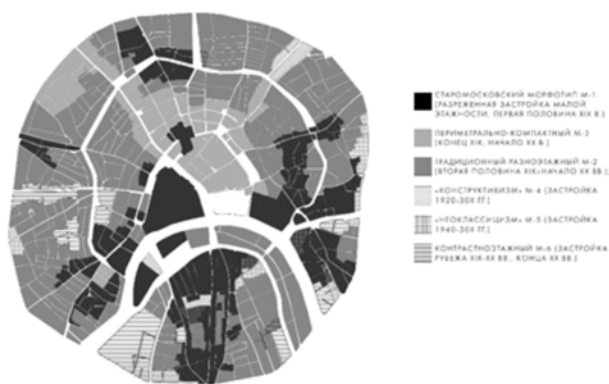 СТАРОМОСКОВСКИЙ МОРФОТИП М-1
(РАЗРЕЖЕННАЯ ЗАСТРОЙКА МАЛОЙ
ЭТАЖНОСТИ, ПЕРВАЯ ПОЛОВИНА XIX В.)
ПЕРИМЕТРАЛЬНО-КОМПАКТНЫЙ М-3
(КОНЕЦ XIX, НАЧАЛО XX В.)
ТРАДИЦИОННЫЙ РАЗНОЭТАЖНЫЙ М-2
(ВТОРАЯ ПОЛОВИНА XIX-НАЧАЛО XX ВВ.)
«КОНСТРУКТИВИЗМ» М-4 (ЗАСТРОЙКА
1920-30Х ГГ.)
«НЕОКЛАССИЦИЗМ» М-5 (ЗАСТРОЙКА
1940-50Х ГГ.)
КОНТРАСТНОЭТАЖНЫЙ М-6 (ЗАСТРОЙКА
РУБЕЖА XIX-XX ВВ., КОНЦА XX ВВ.)